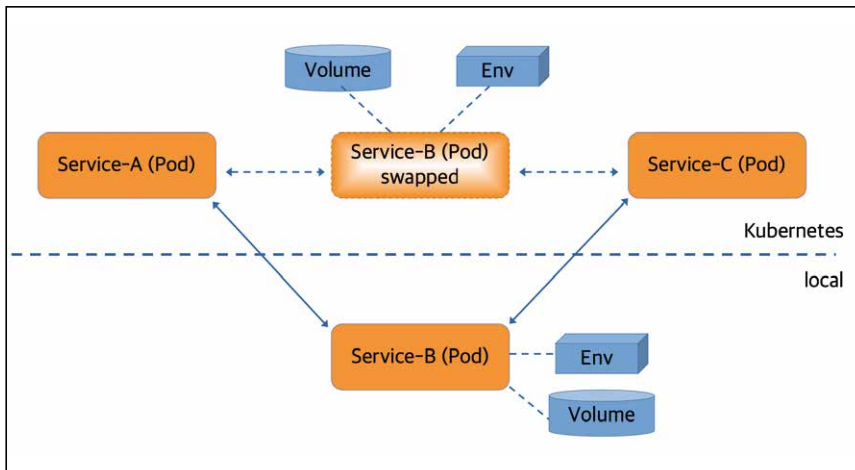 Volume
Env
Service-A (Pod)
Service-B (Pod)
swapped
Service-C (Pod)
Kubernetes
local
Service-B (Pod)
Env
Volume